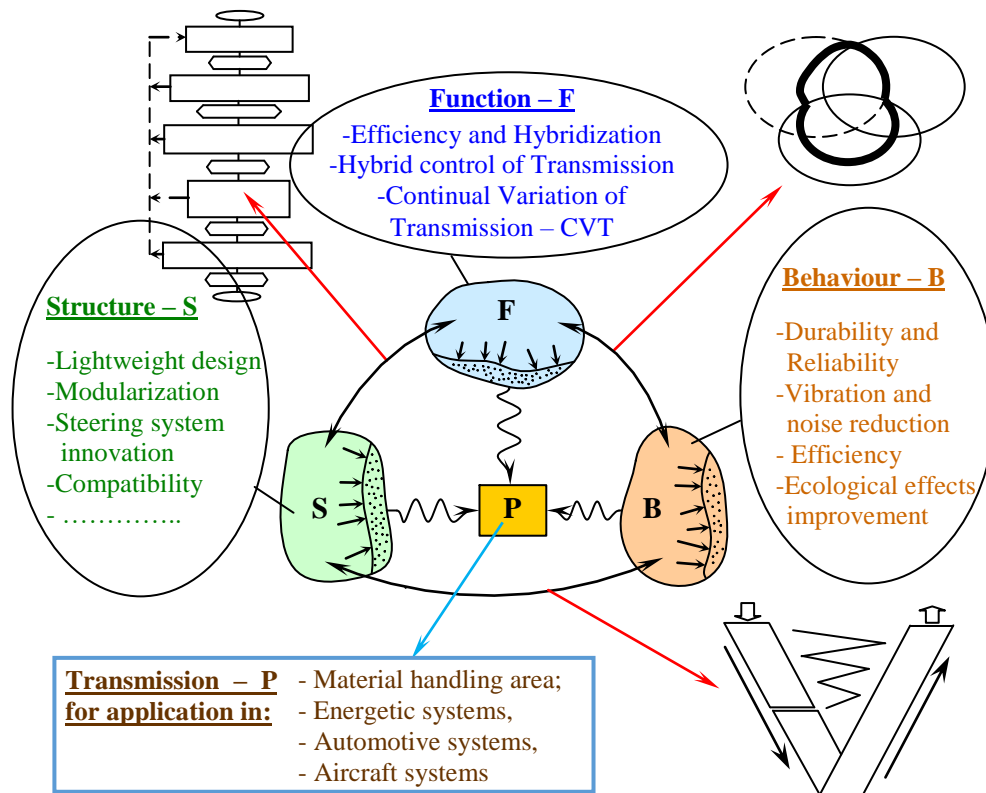 Function – F
-Efficiency and Hybridization
-Hybrid control of Transmission
-Continual Variation of
Transmission – CVT
Structure – S
-Lightweight design
-Modularization
-Steering system
innovation
-Compatibility
- …………..
Behaviour – B
-Durability and
Reliability
-Vibration and
noise reduction
- Efficiency
-Ecological effects
improvement
F
S
P
B
Transmission – P
for application in:
- Material handling area;
- Energetic systems,
- Automotive systems,
- Aircraft systems